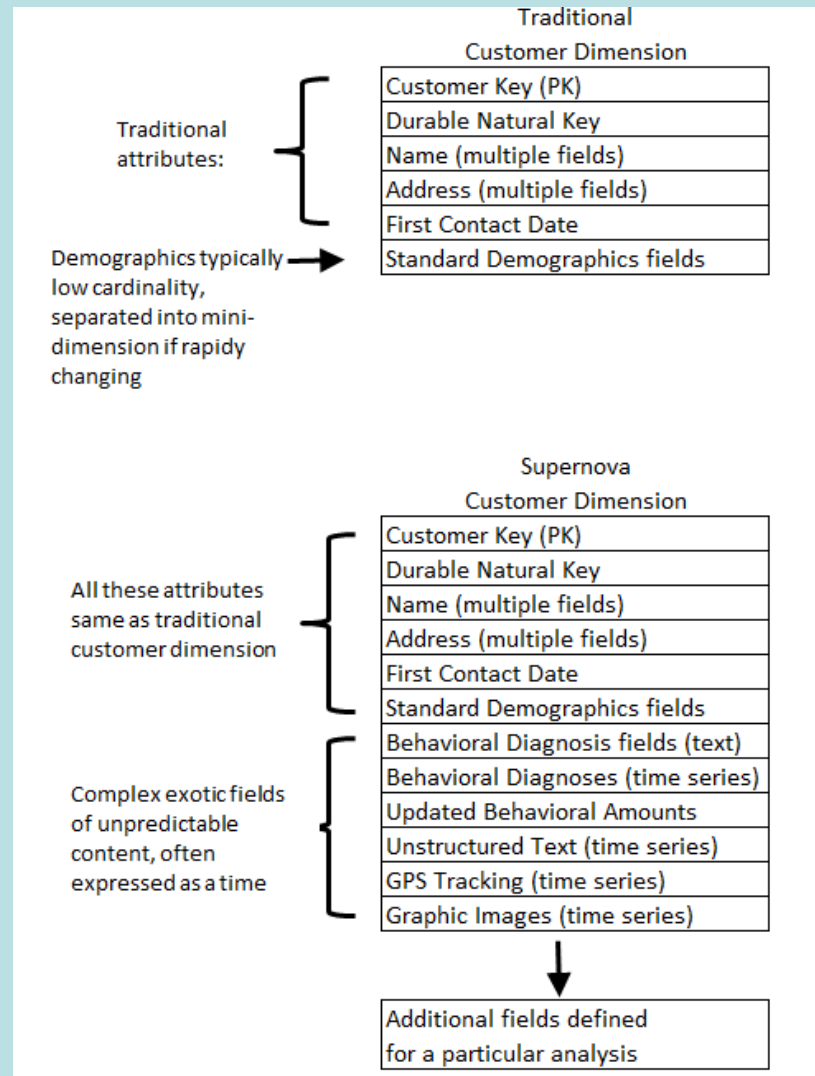 Traditional
Customer Dimension
Customer Key (PK)
Durable Natural Key
Name (multiple fields)
Address (multiple fields)
First Contact Date
Standard Demographics fields
Traditional
attributes:
Demographics typically
low cardinality,
separated into mini-
dimension if rapidy
changing
Supernova
Customer Dimension
Customer Key (PK)
Durable Natural Key
Name (multiple fields)
Address (multiple fields)
First Contact Date
Standard Demographics fields
Behavioral Diagnosis fields (text)
Behavioral Diagnoses (time series)
Updated Behavioral Amounts
Unstructured Text (time series)
GPS Tracking (time series)
Graphic Images (time series)
All these attributes
same as traditional
customer dimension
Complex exotic fields
of unpredictable
content, often
expressed as a time
Additional fields defined
for a particular analysis